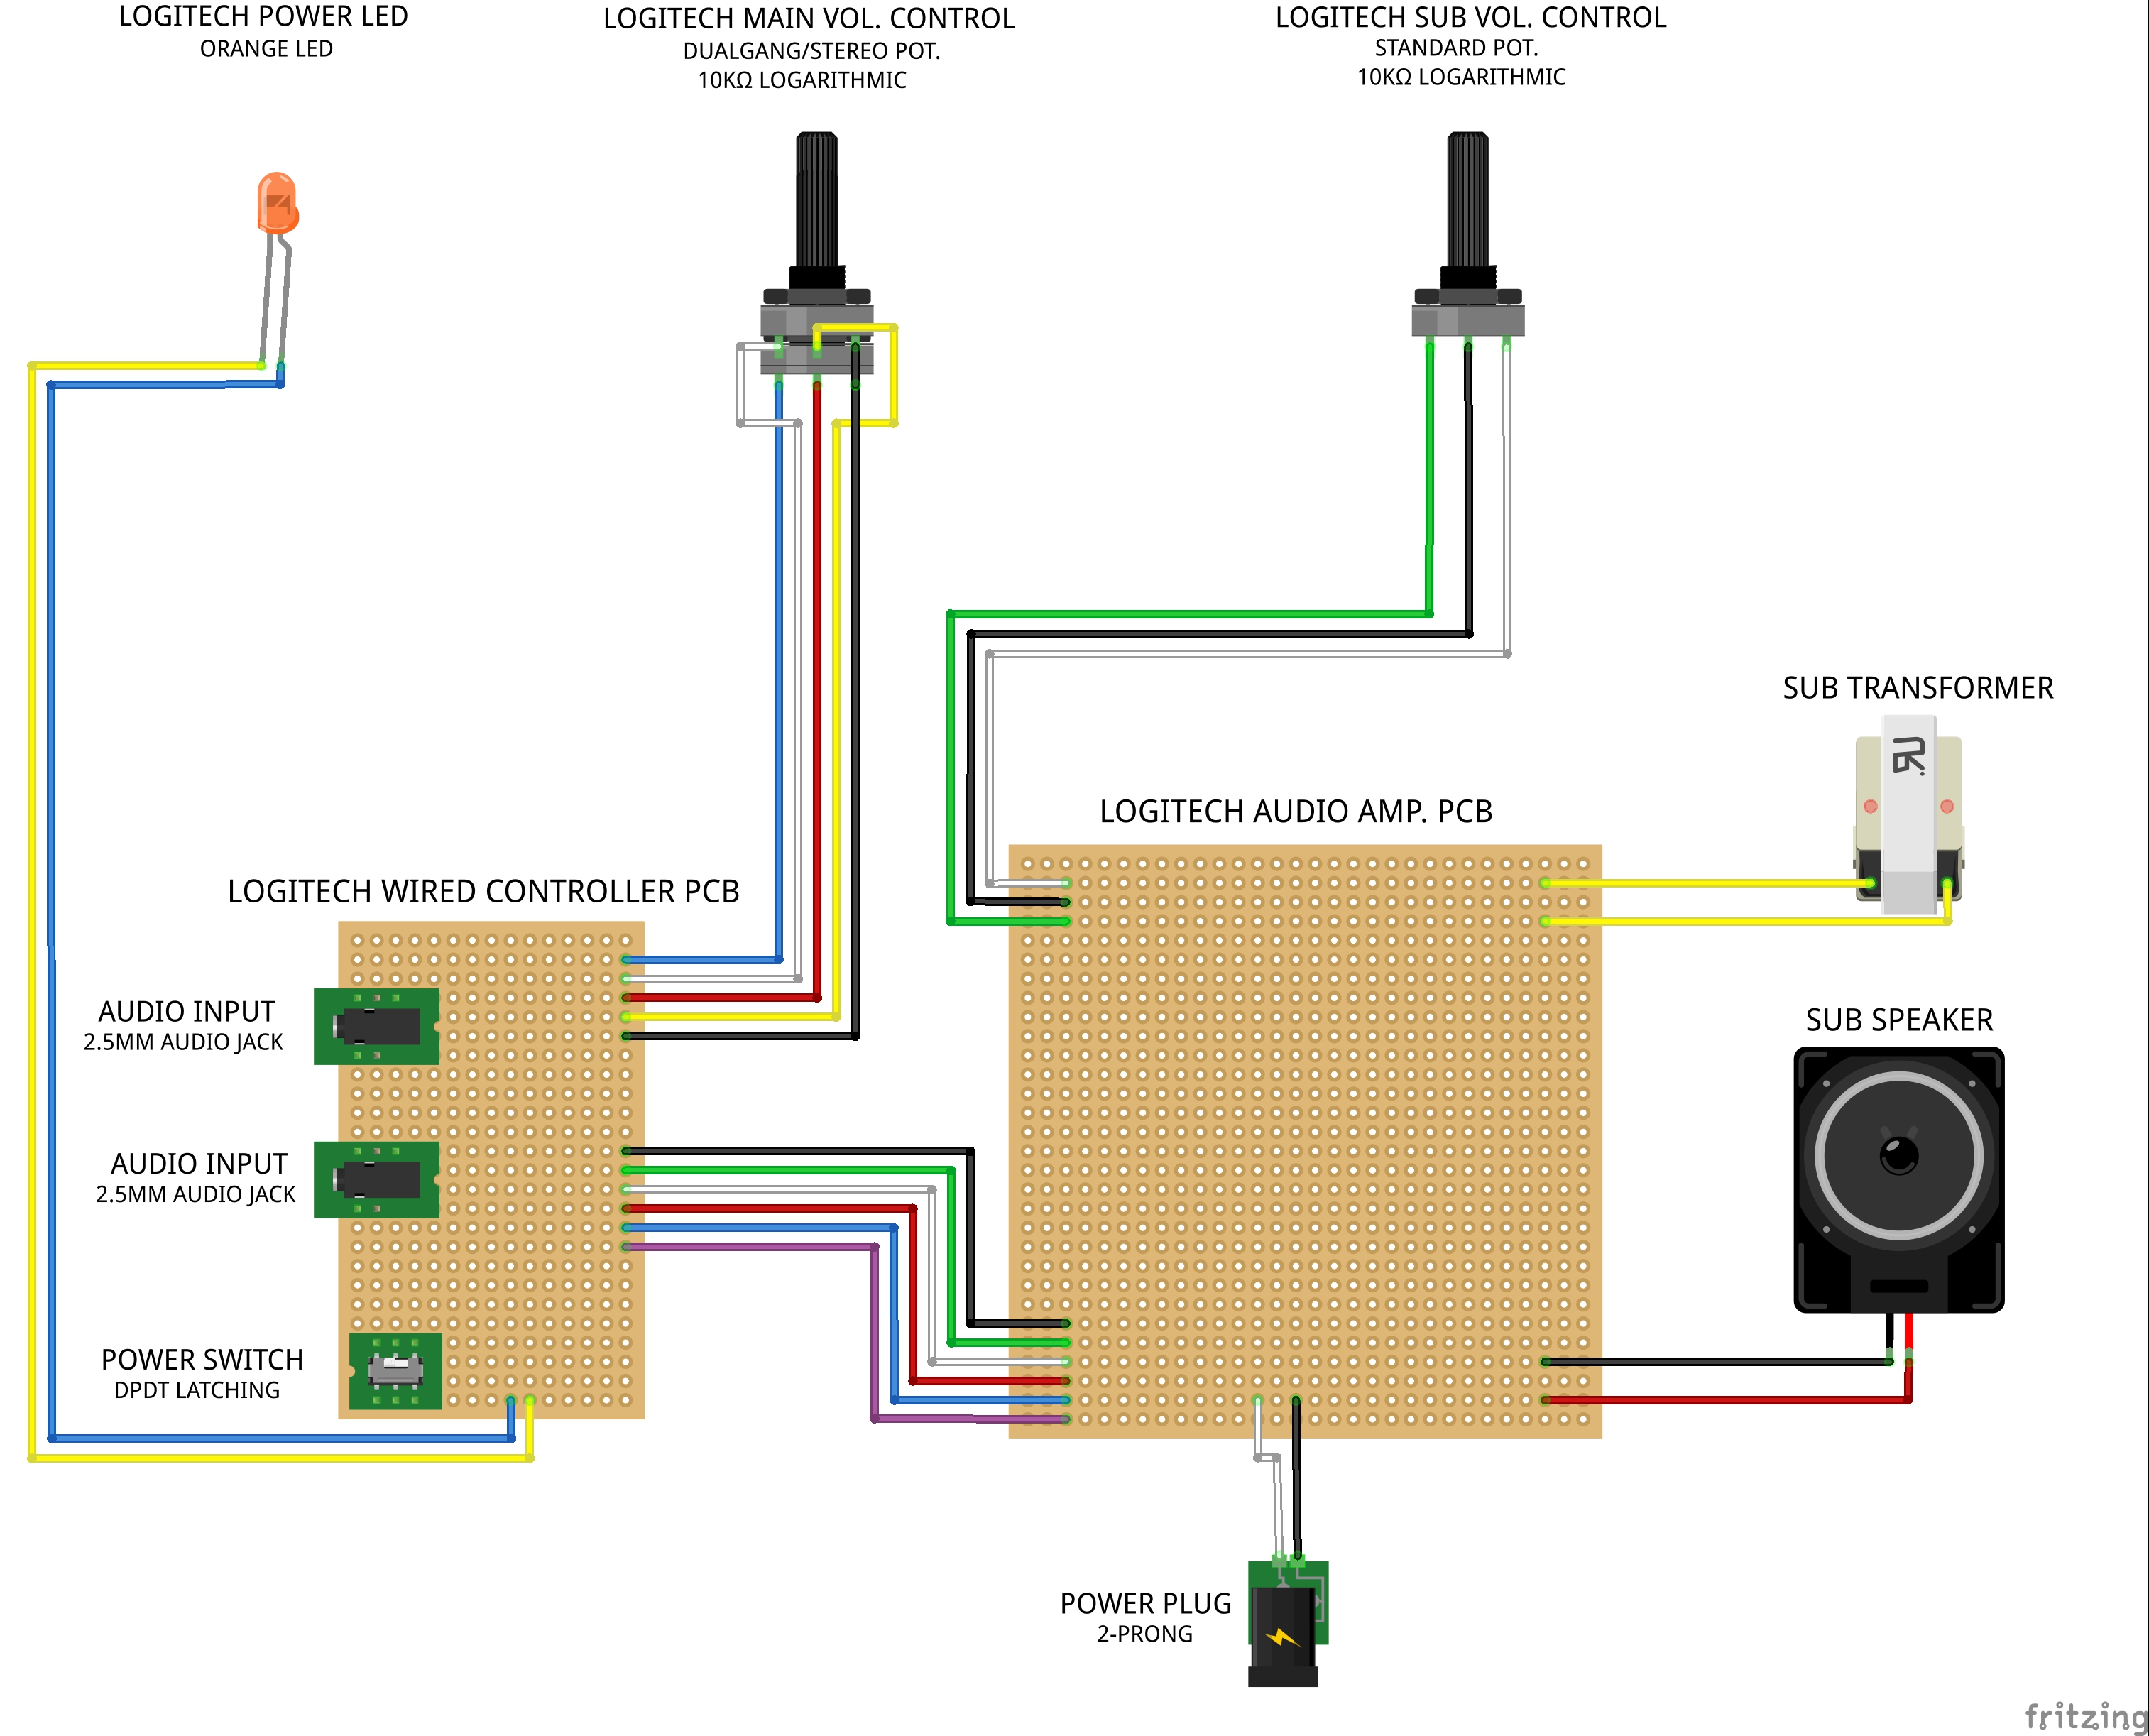 LOGITECH POWER LED
ORANGE LED
LOGITECH MAIN VOL. CONTROL
DUALGANG/STEREO POT.
10KΩ LOGARITHMIC
LOGITECH SUB VOL. CONTROL
STANDARD POT.
10KΩ LOGARITHMIC
SUB TRANSFORMER
LOGITECH AUDIO AMP. PCB
LOGITECH WIRED CONTROLLER PCB
AUDIO INPUT
2.5MM AUDIO JACK
SUB SPEAKER
AUDIO INPUT
2.5MM AUDIO JACK
POWER SWITCH
DPDT LATCHING
POWER PLUG
2-PRONG
fritzing